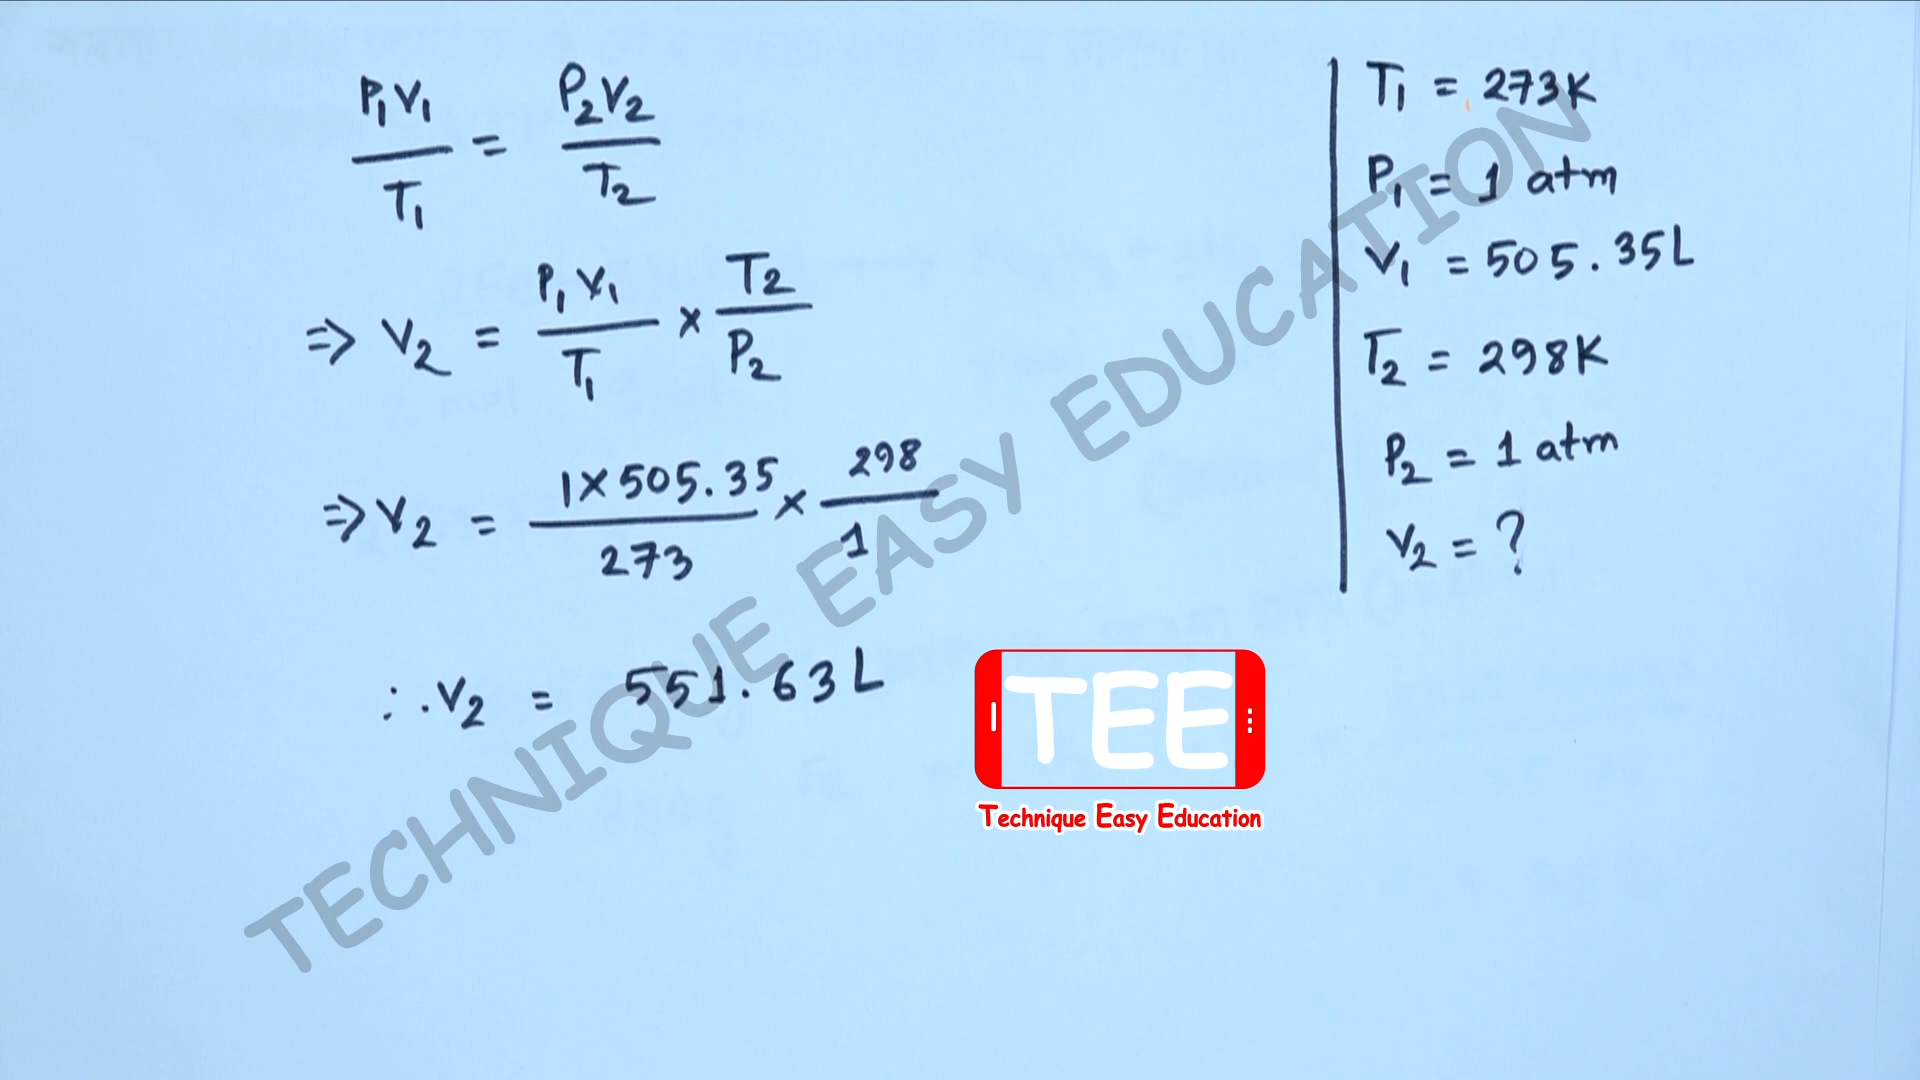 P₁V₁/T₁ = P₂V₂/T₂
⇒ V₂ = P₁V₁/T₁ × T₂/P₂
⇒ V₂ = 1×505.35/273 × 298/1
∴ V₂ = 551.63 L
T₁ = 273K
P₁ = 1 atm
V₁ = 505.35L
T₂ = 298K
P₂ = 1 atm
V₂ = ?
TECHNIQUE EASY EDUCATION
TEE
Technique Easy Education